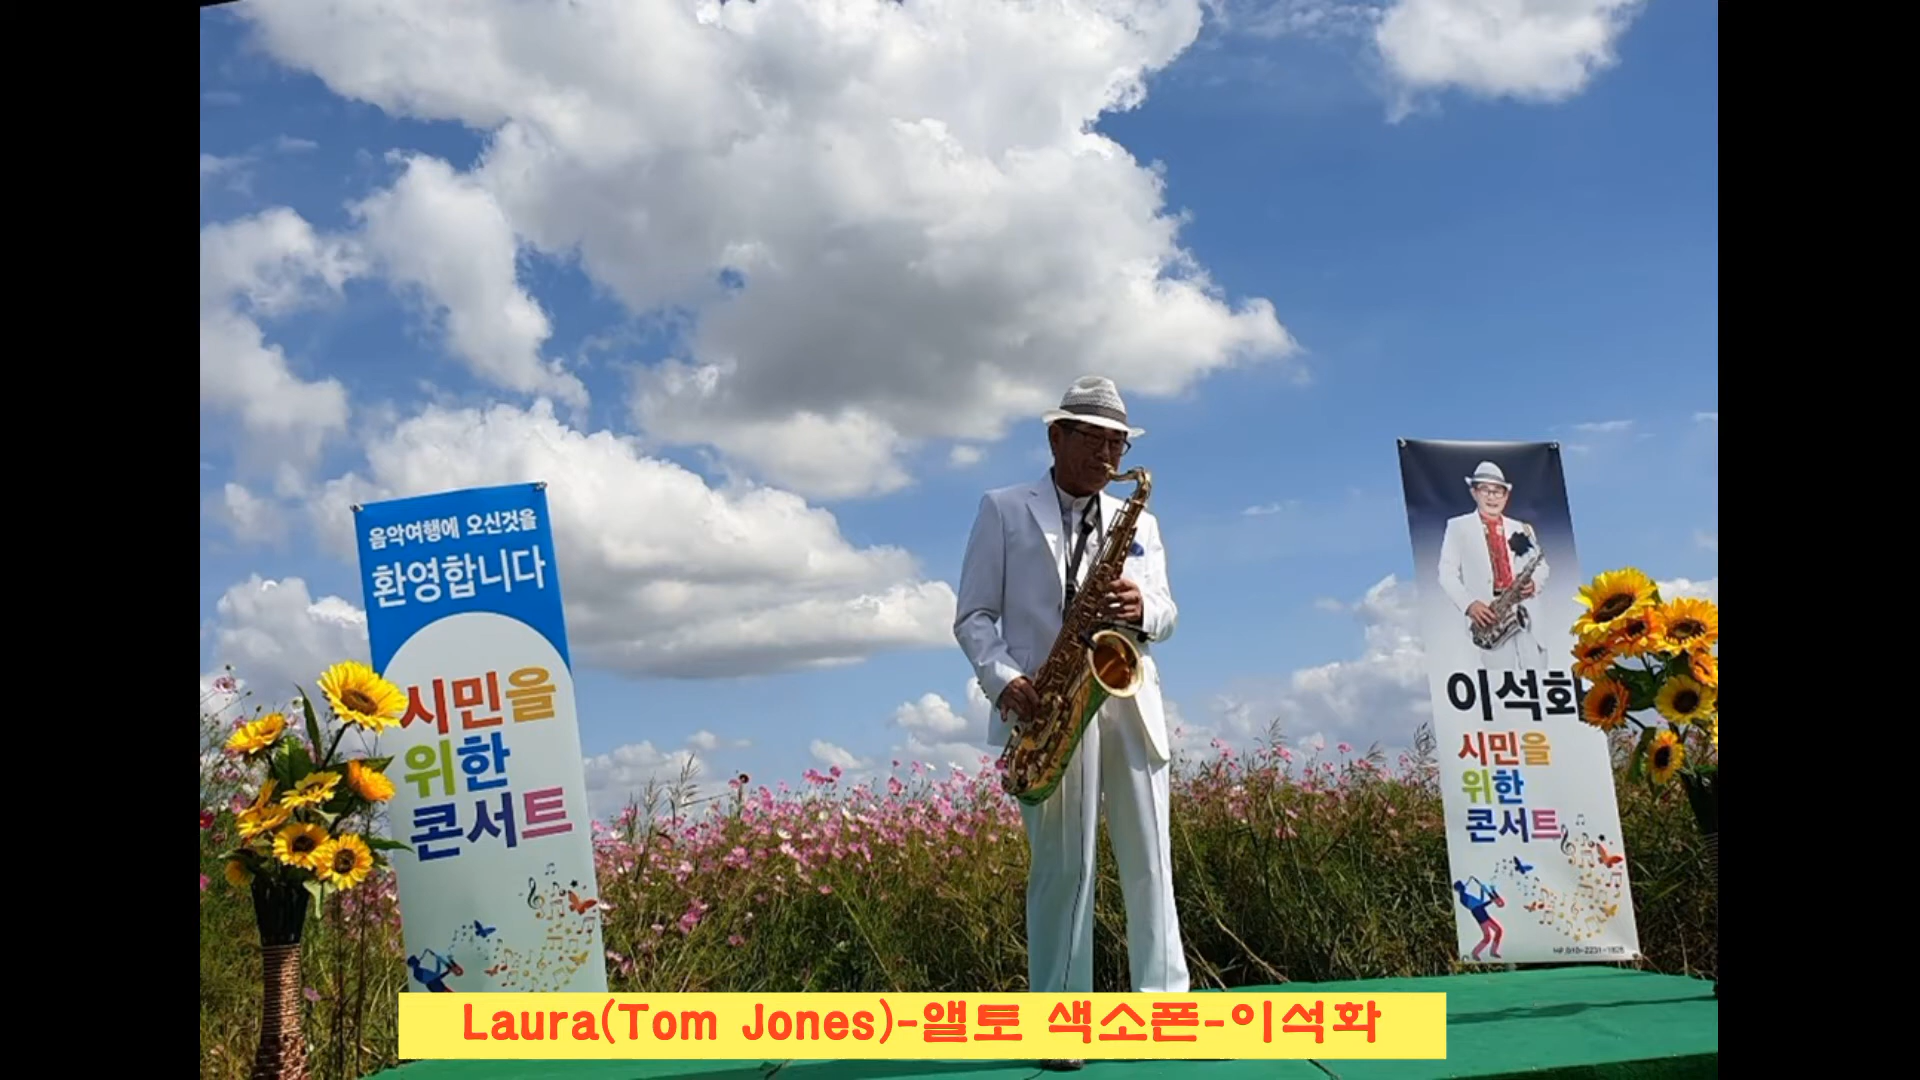 음악여행에 오신것을
환영합니다
시민을
위한
콘서트
이석화
시민을
위한
콘서트
Laura(Tom Jones)-앨토 색소폰-이석화